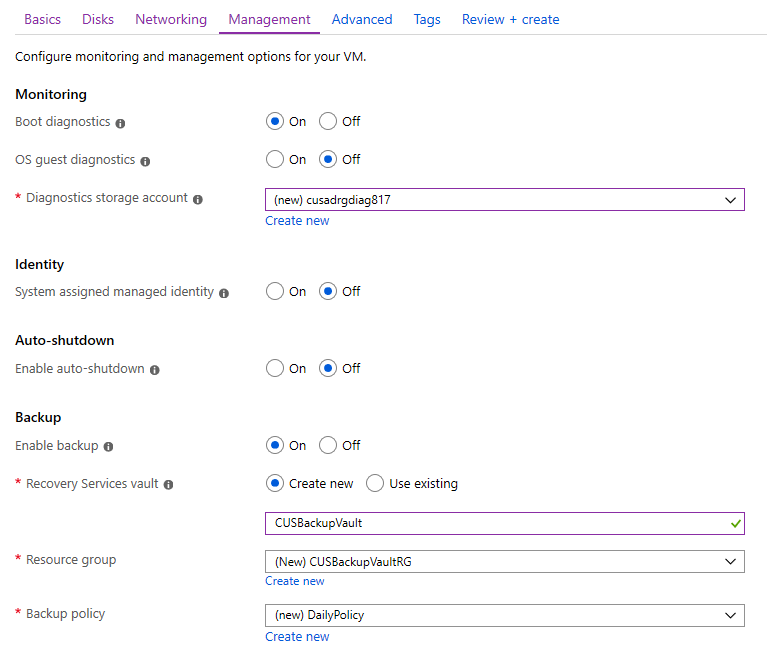 Basics Disks Networking Management Advanced Tags Review + create
Configure monitoring and management options for your VM.
Monitoring
Boot diagnostics On Off
OS guest diagnostics On Off
* Diagnostics storage account (new) cusadrgdiag817
Create new
Identity
System assigned managed identity On Off
Auto-shutdown
Enable auto-shutdown On Off
Backup
Enable backup On Off
* Recovery Services vault Create new Use existing
CUSBackupVault
* Resource group (New) CUSBackupVaultRG
Create new
* Backup policy (new) DailyPolicy
Create new